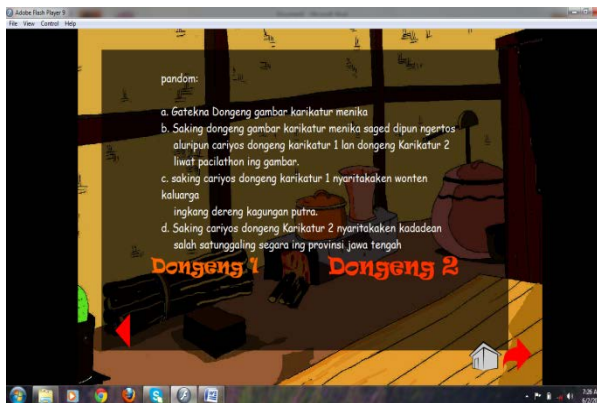 Adobe Flash Player 9
File View Control Help
pandom:
a. Gatekna Dongeng gambar karikatur menika
b. Saking dongeng gambar karikatur menika saged dipun ngertos
aluripun cariyos dongeng karikatur 1 lan dongeng Karikatur 2
liwat pacilathon ing gambar.
c. saking cariyos dongeng karikatur 1 nyaritakaken wonten
kaluarga
ingkang dereng kagungan putra.
d. Saking cariyos dongeng Karikatur 2 nyaritakaken kadadean
salah satunggaling segara ing provinsi jawa tengah
Dongeng 1 Dongeng 2